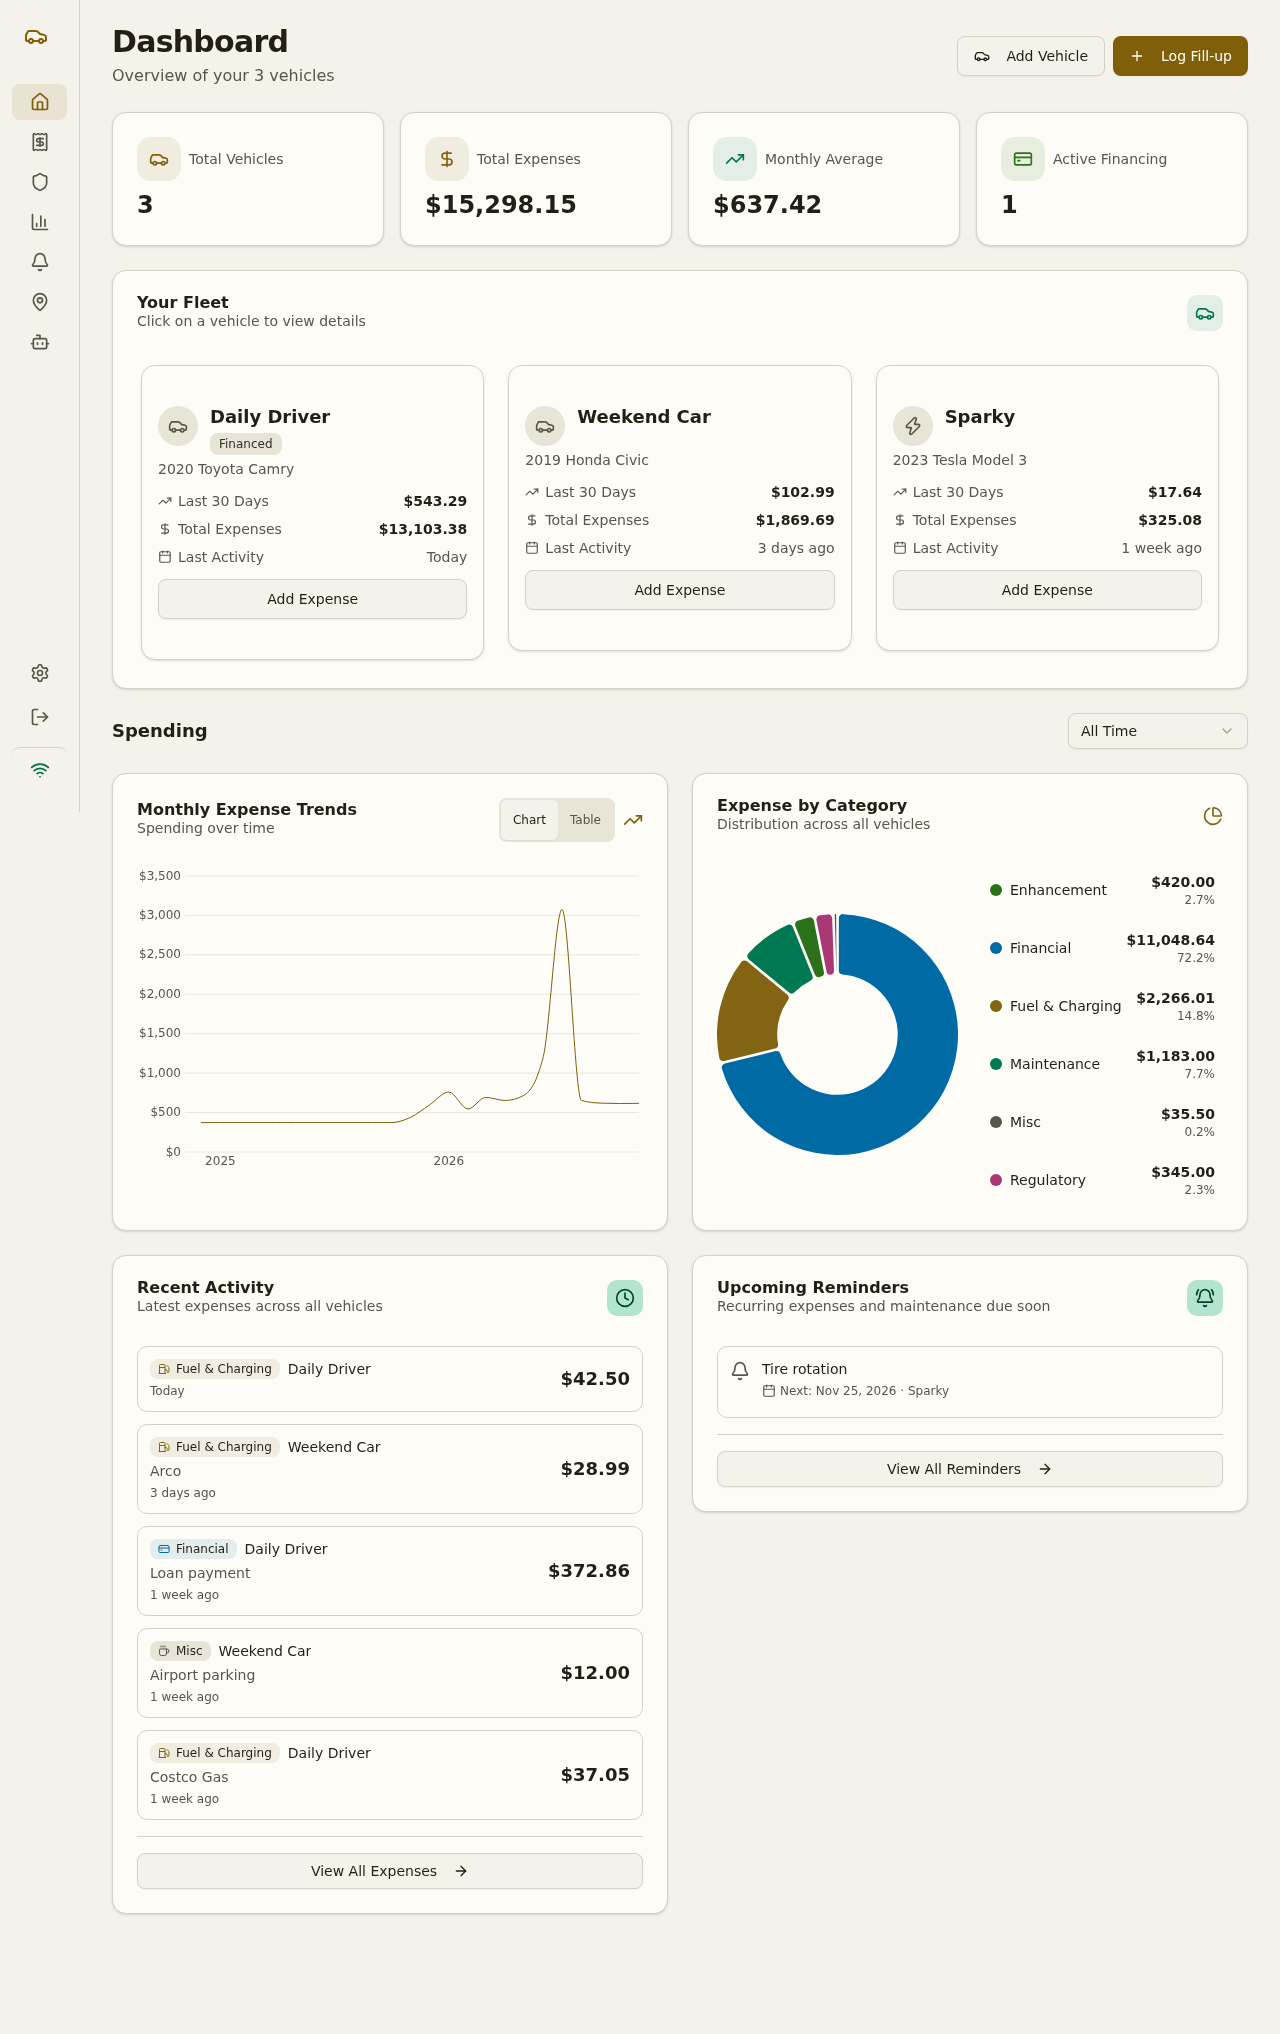 Dashboard
Overview of your 3 vehicles
Add Vehicle
Log Fill-up
Total Vehicles
3
Total Expenses
$15,298.15
Monthly Average
$637.42
Active Financing
1
Your Fleet
Click on a vehicle to view details
Daily Driver
Financed
2020 Toyota Camry
Last 30 Days $543.29
Total Expenses $13,103.38
Last Activity Today
Add Expense
Weekend Car
2019 Honda Civic
Last 30 Days $102.99
Total Expenses $1,869.69
Last Activity 3 days ago
Add Expense
Sparky
2023 Tesla Model 3
Last 30 Days $17.64
Total Expenses $325.08
Last Activity 1 week ago
Add Expense
Spending
All Time
Monthly Expense Trends
Spending over time
Chart Table
$3,500
$3,000
$2,500
$2,000
$1,500
$1,000
$500
$0
2025 2026
Expense by Category
Distribution across all vehicles
Enhancement $420.00
2.7%
Financial $11,048.64
72.2%
Fuel & Charging $2,266.01
14.8%
Maintenance $1,183.00
7.7%
Misc $35.50
0.2%
Regulatory $345.00
2.3%
Recent Activity
Latest expenses across all vehicles
Fuel & Charging Daily Driver
Today
$42.50
Fuel & Charging Weekend Car
Arco
3 days ago
$28.99
Financial Daily Driver
Loan payment
1 week ago
$372.86
Misc Weekend Car
Airport parking
1 week ago
$12.00
Fuel & Charging Daily Driver
Costco Gas
1 week ago
$37.05
View All Expenses
Upcoming Reminders
Recurring expenses and maintenance due soon
Tire rotation
Next: Nov 25, 2026 · Sparky
View All Reminders